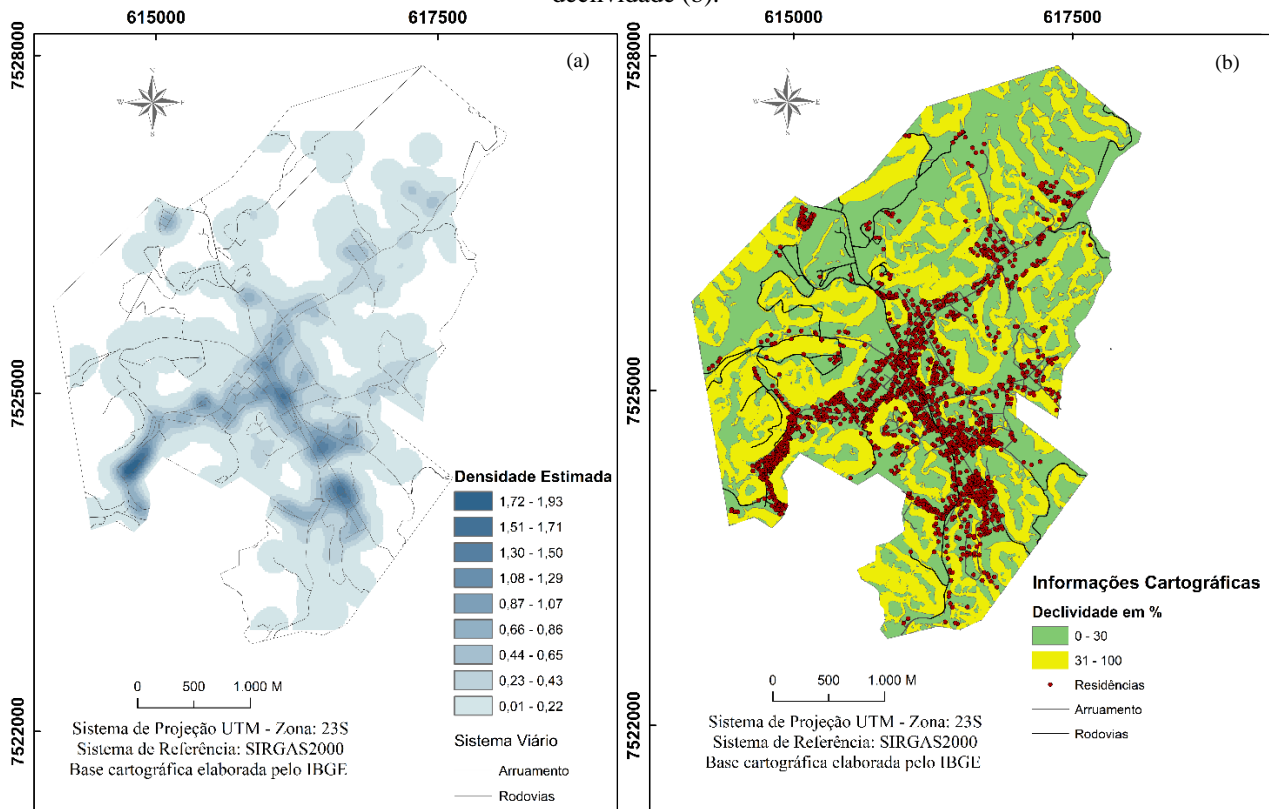 declividade (b).
615000
617500
7528000
7525000
7522000
(a)
N
W
E
S
Densidade Estimada
1,72 - 1,93
1,51 - 1,71
1,30 - 1,50
1,08 - 1,29
0,87 - 1,07
0,66 - 0,86
0,44 - 0,65
0,23 - 0,43
0,01 - 0,22
Sistema Viário
Arruamento
Rodovias
0 500 1.000 M
Sistema de Projeção UTM - Zona: 23S
Sistema de Referência: SIRGAS2000
Base cartográfica elaborada pelo IBGE
615000
617500
7528000
7525000
7522000
(b)
N
W
E
S
Informações Cartográficas
Declividade em %
0 - 30
31 - 100
Residências
Arruamento
Rodovias
0 500 1.000 M
Sistema de Projeção UTM - Zona: 23S
Sistema de Referência: SIRGAS2000
Base cartográfica elaborada pelo IBGE